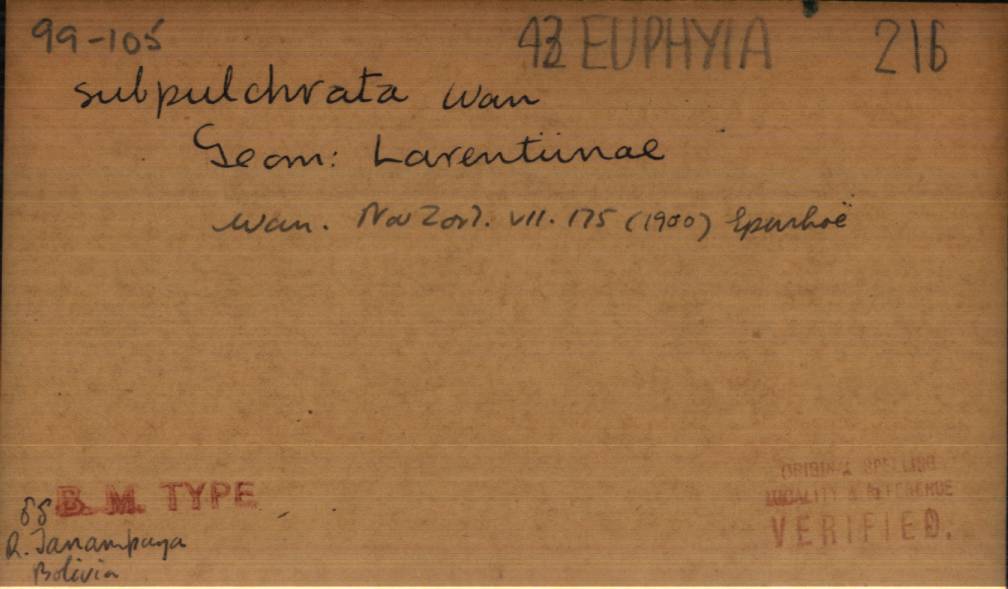 99-105 43 EUPHYIA 216
subpulchrata Warr
Geom: Larentiinae
Warr. Nov Zool. VII. 175 (1900) Epirrhoë
ORIGINAL SPELLING
LOCALITY & REFERENCE
VERIFIED.
B. M. TYPE
R. Tanampaya
Bolivia